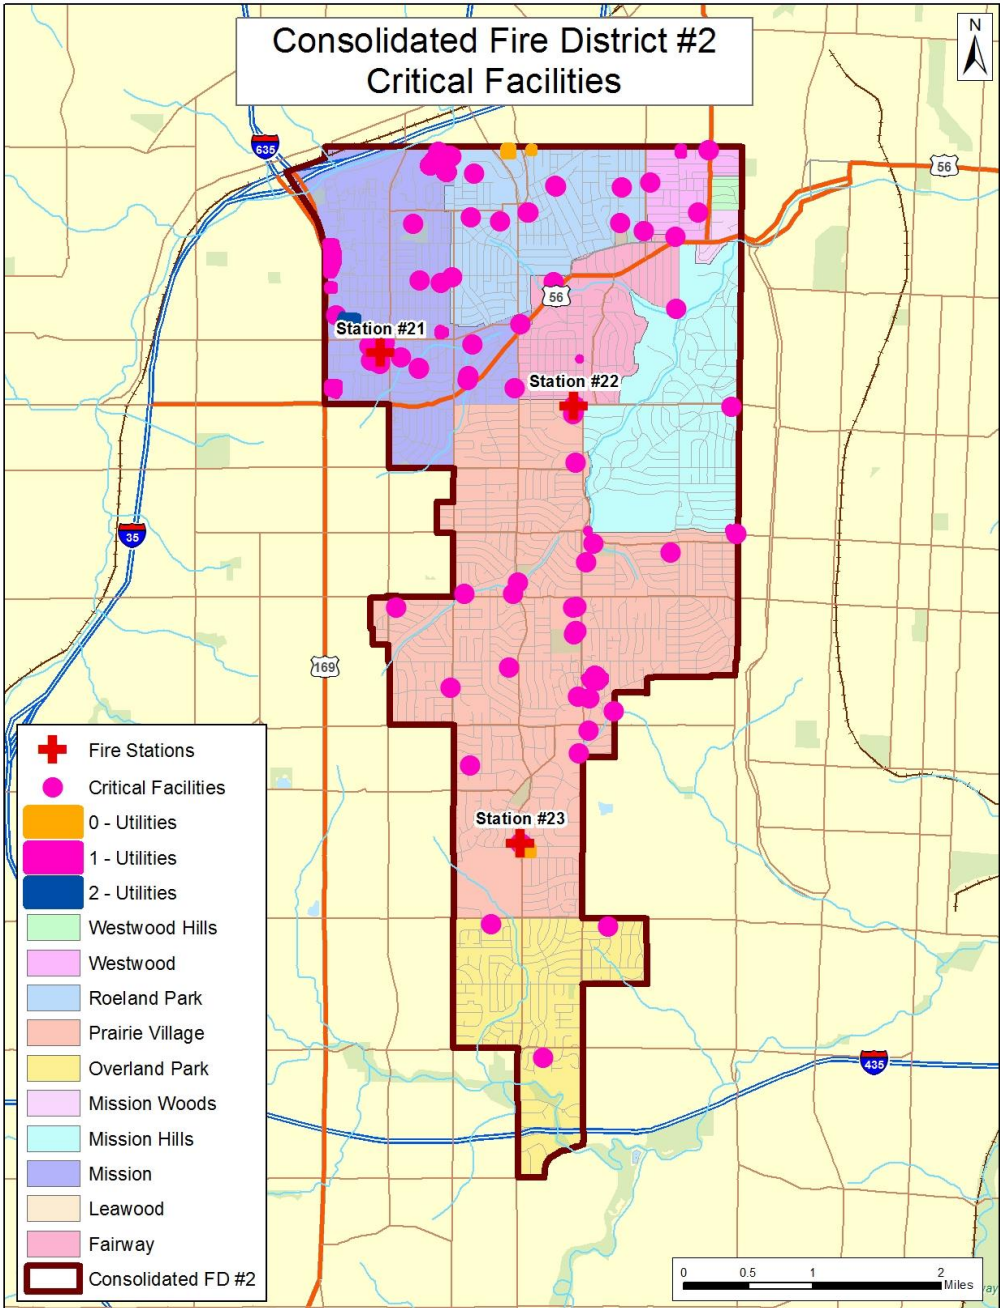 Consolidated Fire District #2
Critical Facilities
N
635
56
56
Station #21
Station #22
35
169
Fire Stations
Critical Facilities
0 - Utilities
1 - Utilities
2 - Utilities
Westwood Hills
Westwood
Roeland Park
Prairie Village
Overland Park
Mission Woods
Mission Hills
Mission
Leawood
Fairway
Consolidated FD #2
Station #23
435
0 0.5 1 2
Miles